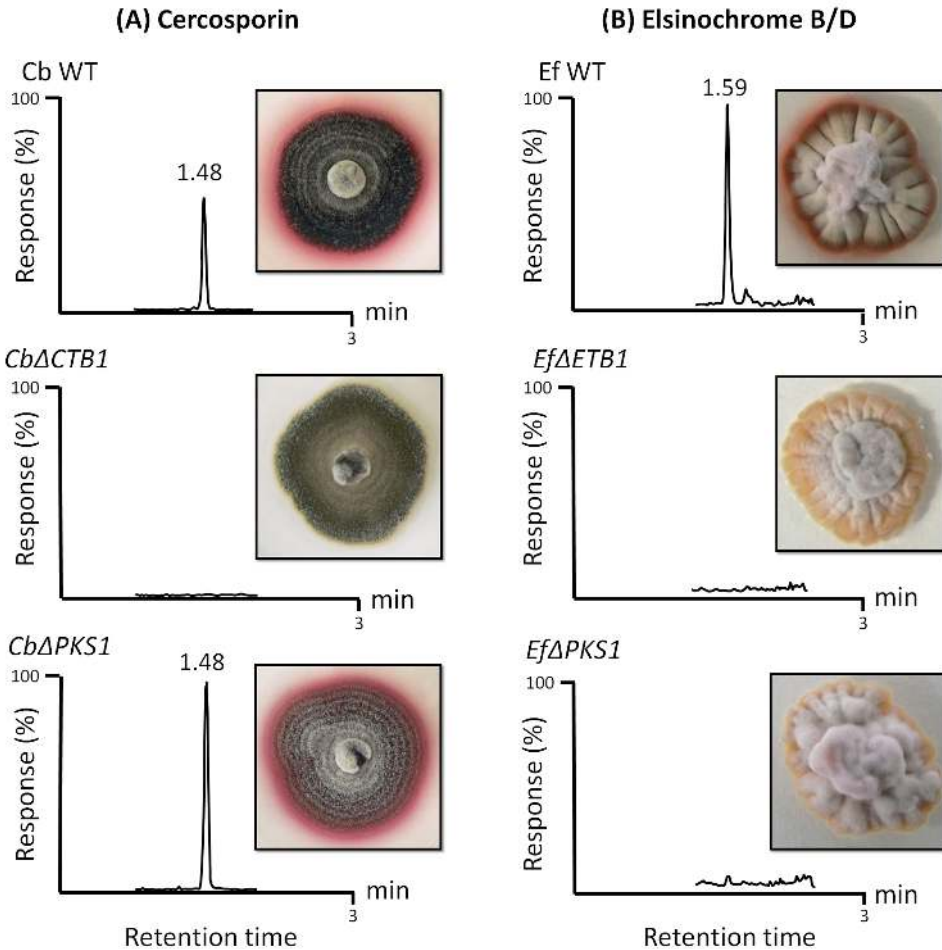 (A) Cercosporin
(B) Elsinochrome B/D
Cb WT
100
Response (%)
1.48
min
3
Ef WT
100
Response (%)
1.59
min
3
CbΔCTB1
100
Response (%)
min
3
EfΔETB1
100
Response (%)
min
3
CbΔPKS1
100
Response (%)
1.48
min
3
Retention time
EfΔPKS1
100
Response (%)
min
3
Retention time